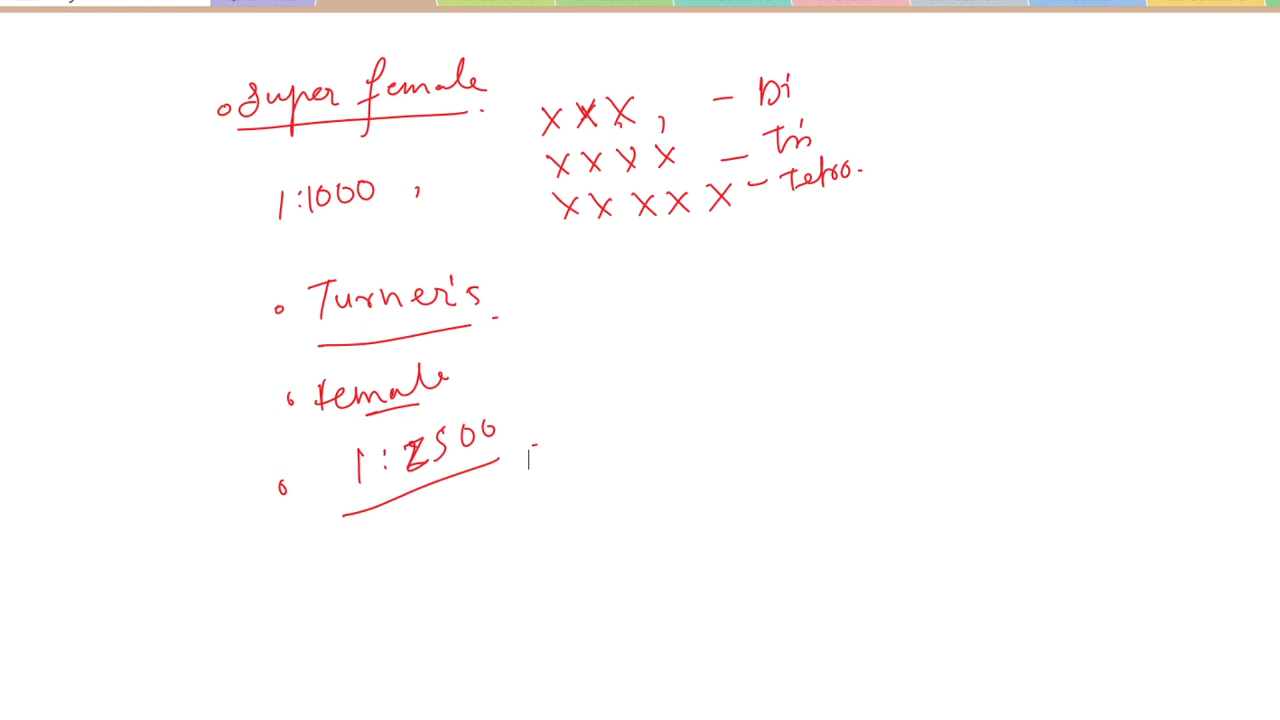 Super female.
XXX, - Di
XXXX - Tri
XXXXX - Tetra.
1:1000,
Turner's.
female
1:2500